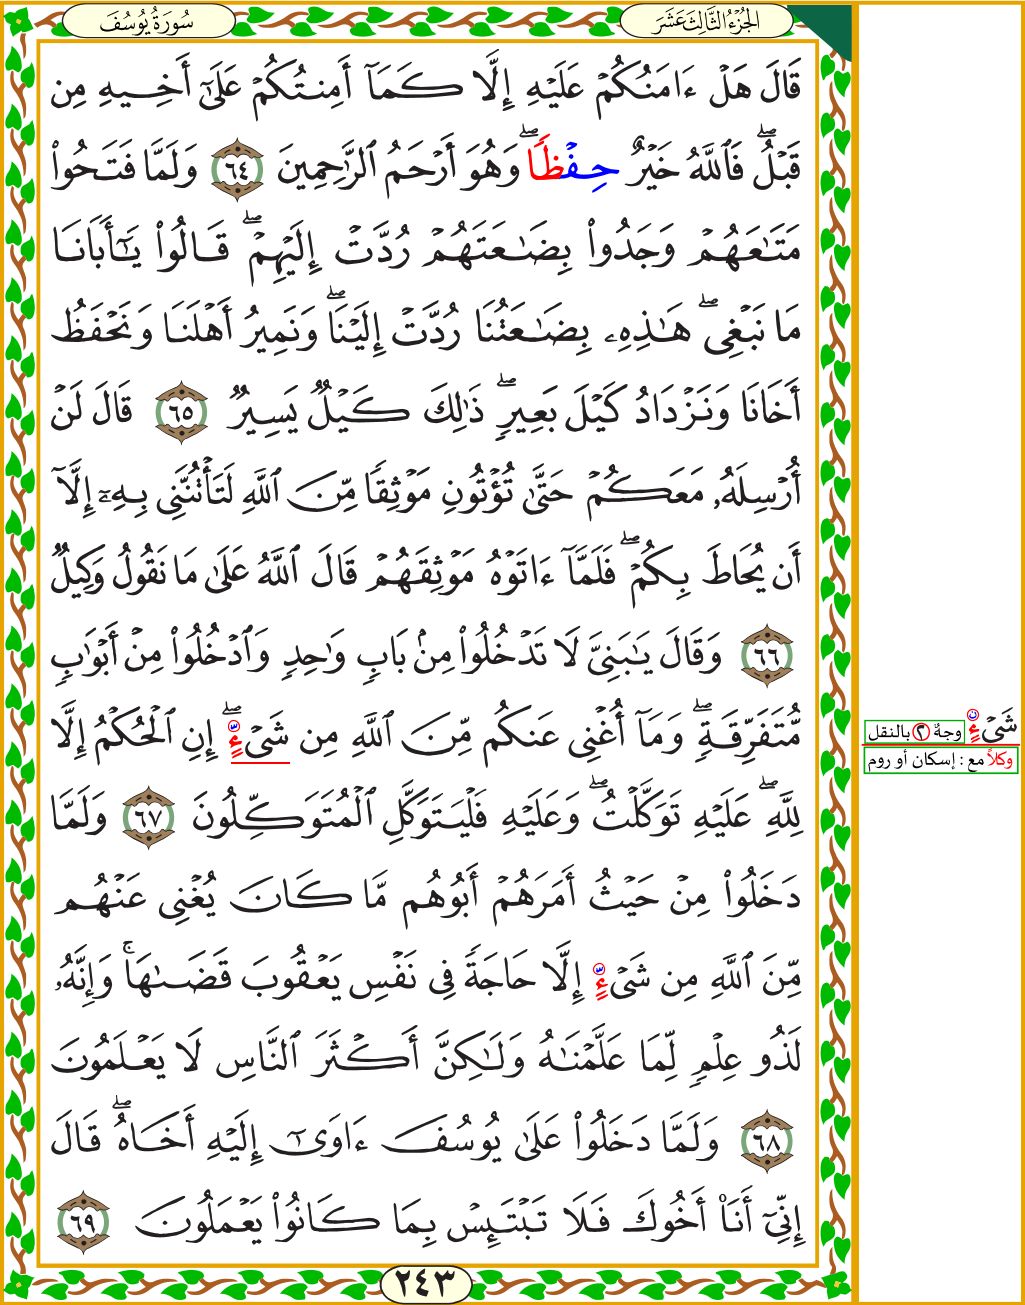 الجُزْءُ الثَّالِثَ عَشَرَ
سُورَةُ يُوسُفَ
قَالَ هَلْ ءَامَنُكُمْ عَلَيْهِ إِلَّا كَمَآ أَمِنتُكُمْ عَلَىٰٓ أَخِيهِ مِن
قَبْلُ ۖ فَٱللَّهُ خَيْرٌ حِفْظًا ۖ وَهُوَ أَرْحَمُ ٱلرَّٰحِمِينَ ٦٤ وَلَمَّا فَتَحُوا۟
مَتَٰعَهُمْ وَجَدُوا۟ بِضَٰعَتَهُمْ رُدَّتْ إِلَيْهِمْ ۖ قَالُوا۟ يَٰٓأَبَانَا
مَا نَبْغِى ۖ هَٰذِهِۦ بِضَٰعَتُنَا رُدَّتْ إِلَيْنَا ۖ وَنَمِيرُ أَهْلَنَا وَنَحْفَظُ
أَخَانَا وَنَزْدَادُ كَيْلَ بَعِيرٍ ۖ ذَٰلِكَ كَيْلٌ يَسِيرٌ ٦٥ قَالَ لَنْ
أُرْسِلَهُۥ مَعَكُمْ حَتَّىٰ تُؤْتُونِ مَوْثِقًا مِّنَ ٱللَّهِ لَتَأْتُنَّنِى بِهِۦٓ إِلَّآ
أَن يُحَاطَ بِكُمْ ۖ فَلَمَّآ ءَاتَوْهُ مَوْثِقَهُمْ قَالَ ٱللَّهُ عَلَىٰ مَا نَقُولُ وَكِيلٌ
٦٦ وَقَالَ يَٰبَنِىَّ لَا تَدْخُلُوا۟ مِنۢ بَابٍ وَٰحِدٍ وَٱدْخُلُوا۟ مِنْ أَبْوَٰبٍ
مُّتَفَرِّقَةٍ ۖ وَمَآ أُغْنِى عَنكُم مِّنَ ٱللَّهِ مِن شَىْءٍ ۖ إِنِ ٱلْحُكْمُ إِلَّا
لِلَّهِ ۖ عَلَيْهِ تَوَكَّلْتُ ۖ وَعَلَيْهِ فَلْيَتَوَكَّلِ ٱلْمُتَوَكِّلُونَ ٦٧ وَلَمَّا
دَخَلُوا۟ مِنْ حَيْثُ أَمَرَهُمْ أَبُوهُم مَّا كَانَ يُغْنِى عَنْهُم
مِّنَ ٱللَّهِ مِن شَىْءٍ إِلَّا حَاجَةً فِى نَفْسِ يَعْقُوبَ قَضَىٰهَا ۚ وَإِنَّهُۥ
لَذُو عِلْمٍ لِّمَا عَلَّمْنَٰهُ وَلَٰكِنَّ أَكْثَرَ ٱلنَّاسِ لَا يَعْلَمُونَ
٦٨ وَلَمَّا دَخَلُوا۟ عَلَىٰ يُوسُفَ ءَاوَىٰٓ إِلَيْهِ أَخَاهُ ۖ قَالَ
إِنِّىٓ أَنَا۠ أَخُوكَ فَلَا تَبْتَئِسْ بِمَا كَانُوا۟ يَعْمَلُونَ ٦٩
٢٤٣
شَىْءٍ وجهٌ ٢ بالنقل
وكلاً مع : إسكان أو روم